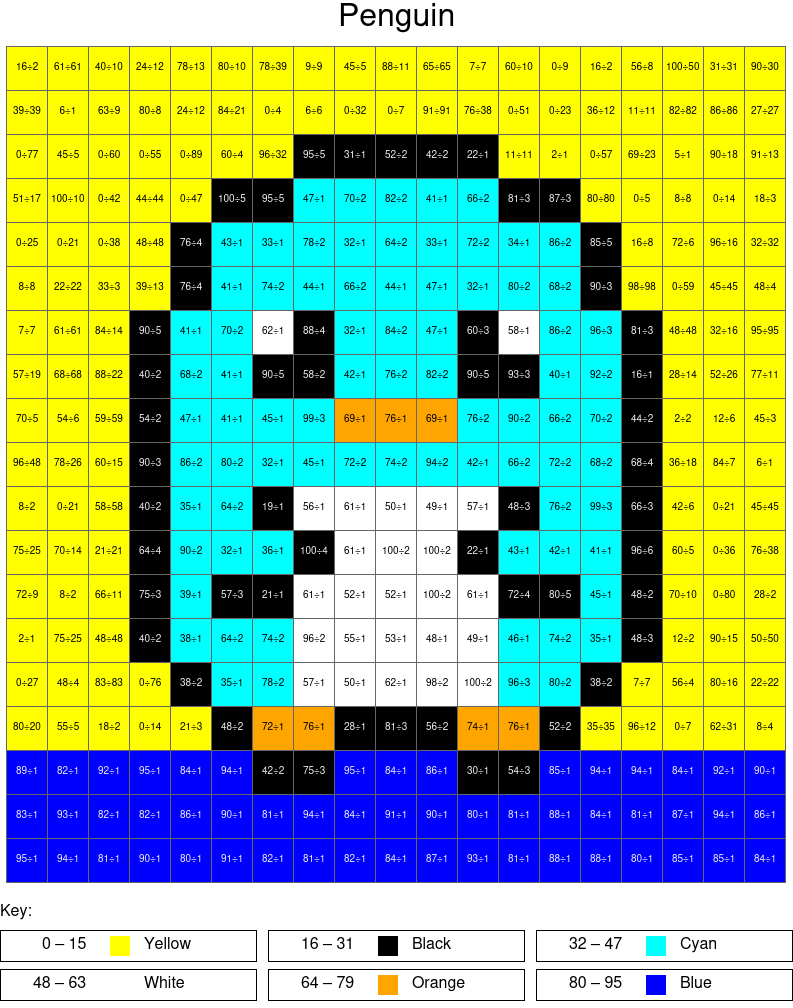 Penguin
16÷2 61÷61 40÷10 24÷12 78÷13 80÷10 78÷39 9÷9 45÷5 88÷11 65÷65 7÷7 60÷10 0÷9 16÷2 56÷8 100÷50 31÷31 90÷30
39÷39 6÷1 63÷9 80÷8 24÷12 84÷21 0÷4 6÷6 0÷32 0÷7 91÷91 76÷38 0÷51 0÷23 36÷12 11÷11 82÷82 86÷86 27÷27
0÷77 45÷5 0÷60 0÷55 0÷89 60÷4 96÷32 95÷5 31÷1 52÷2 42÷2 22÷1 11÷11 2÷1 0÷57 69÷23 5÷1 90÷18 91÷13
51÷17 100÷10 0÷42 44÷44 0÷47 100÷5 95÷5 47÷1 70÷2 82÷2 41÷1 66÷2 81÷3 87÷3 80÷80 0÷5 8÷8 0÷14 18÷3
0÷25 0÷21 0÷38 48÷48 76÷4 43÷1 33÷1 78÷2 32÷1 64÷2 33÷1 72÷2 34÷1 86÷2 85÷5 16÷8 72÷6 96÷16 32÷32
8÷8 22÷22 33÷3 39÷13 76÷4 41÷1 74÷2 44÷1 66÷2 44÷1 47÷1 32÷1 80÷2 68÷2 90÷3 98÷98 0÷59 45÷45 48÷4
7÷7 61÷61 84÷14 90÷5 41÷1 70÷2 62÷1 88÷4 32÷1 84÷2 47÷1 60÷3 58÷1 86÷2 96÷3 81÷3 48÷48 32÷16 95÷95
57÷19 68÷68 88÷22 40÷2 68÷2 41÷1 90÷5 58÷2 42÷1 76÷2 82÷2 90÷5 93÷3 40÷1 92÷2 16÷1 28÷14 52÷26 77÷11
70÷5 54÷6 59÷59 54÷2 47÷1 41÷1 45÷1 99÷3 69÷1 76÷1 69÷1 76÷2 90÷2 66÷2 70÷2 44÷2 2÷2 12÷6 45÷3
96÷48 78÷26 60÷15 90÷3 86÷2 80÷2 32÷1 45÷1 72÷2 74÷2 94÷2 42÷1 66÷2 72÷2 68÷2 68÷4 36÷18 84÷7 6÷1
8÷2 0÷21 58÷58 40÷2 35÷1 64÷2 19÷1 56÷1 61÷1 50÷1 49÷1 57÷1 48÷3 76÷2 99÷3 66÷3 42÷6 0÷21 45÷45
75÷25 70÷14 21÷21 64÷4 90÷2 32÷1 36÷1 100÷4 61÷1 100÷2 100÷2 22÷1 43÷1 42÷1 41÷1 96÷6 60÷5 0÷36 76÷38
72÷9 8÷2 66÷11 75÷3 39÷1 57÷3 21÷1 61÷1 52÷1 52÷1 100÷2 61÷1 72÷4 80÷5 45÷1 48÷2 70÷10 0÷80 28÷2
2÷1 75÷25 48÷48 40÷2 38÷1 64÷2 74÷2 96÷2 55÷1 53÷1 48÷1 49÷1 46÷1 74÷2 35÷1 48÷3 12÷2 90÷15 50÷50
0÷27 48÷4 83÷83 0÷76 38÷2 35÷1 78÷2 57÷1 50÷1 62÷1 98÷2 100÷2 96÷3 80÷2 38÷2 7÷7 56÷4 80÷16 22÷22
80÷20 55÷5 18÷2 0÷14 21÷3 48÷2 72÷1 76÷1 28÷1 81÷3 56÷2 74÷1 76÷1 52÷2 35÷35 96÷12 0÷7 62÷31 8÷4
89÷1 82÷1 92÷1 95÷1 84÷1 94÷1 42÷2 75÷3 95÷1 84÷1 86÷1 30÷1 54÷3 85÷1 94÷1 94÷1 84÷1 92÷1 90÷1
83÷1 93÷1 82÷1 82÷1 86÷1 90÷1 81÷1 94÷1 84÷1 91÷1 90÷1 80÷1 81÷1 88÷1 84÷1 81÷1 87÷1 94÷1 86÷1
95÷1 94÷1 81÷1 90÷1 80÷1 91÷1 82÷1 81÷1 82÷1 84÷1 87÷1 93÷1 81÷1 88÷1 88÷1 80÷1 85÷1 85÷1 84÷1
Key:
0 – 15 Yellow 16 – 31 Black 32 – 47 Cyan
48 – 63 White 64 – 79 Orange 80 – 95 Blue